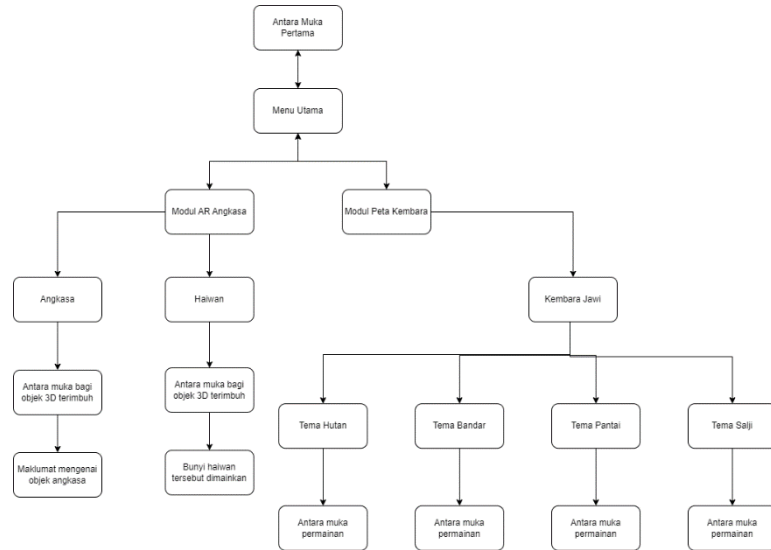 Antara Muka
Pertama
Menu Utama
Modul AR Angkasa
Modul Peta Kembara
Angkasa
Haiwan
Kembara Jawi
Antara muka bagi
objek 3D terimbuh
Antara muka bagi
objek 3D terimbuh
Tema Hutan
Tema Bandar
Tema Pantai
Tema Salji
Maklumat mengenai
objek angkasa
Bunyi haiwan
tersebut dimainkan
Antara muka
permainan
Antara muka
permainan
Antara muka
permainan
Antara muka
permainan